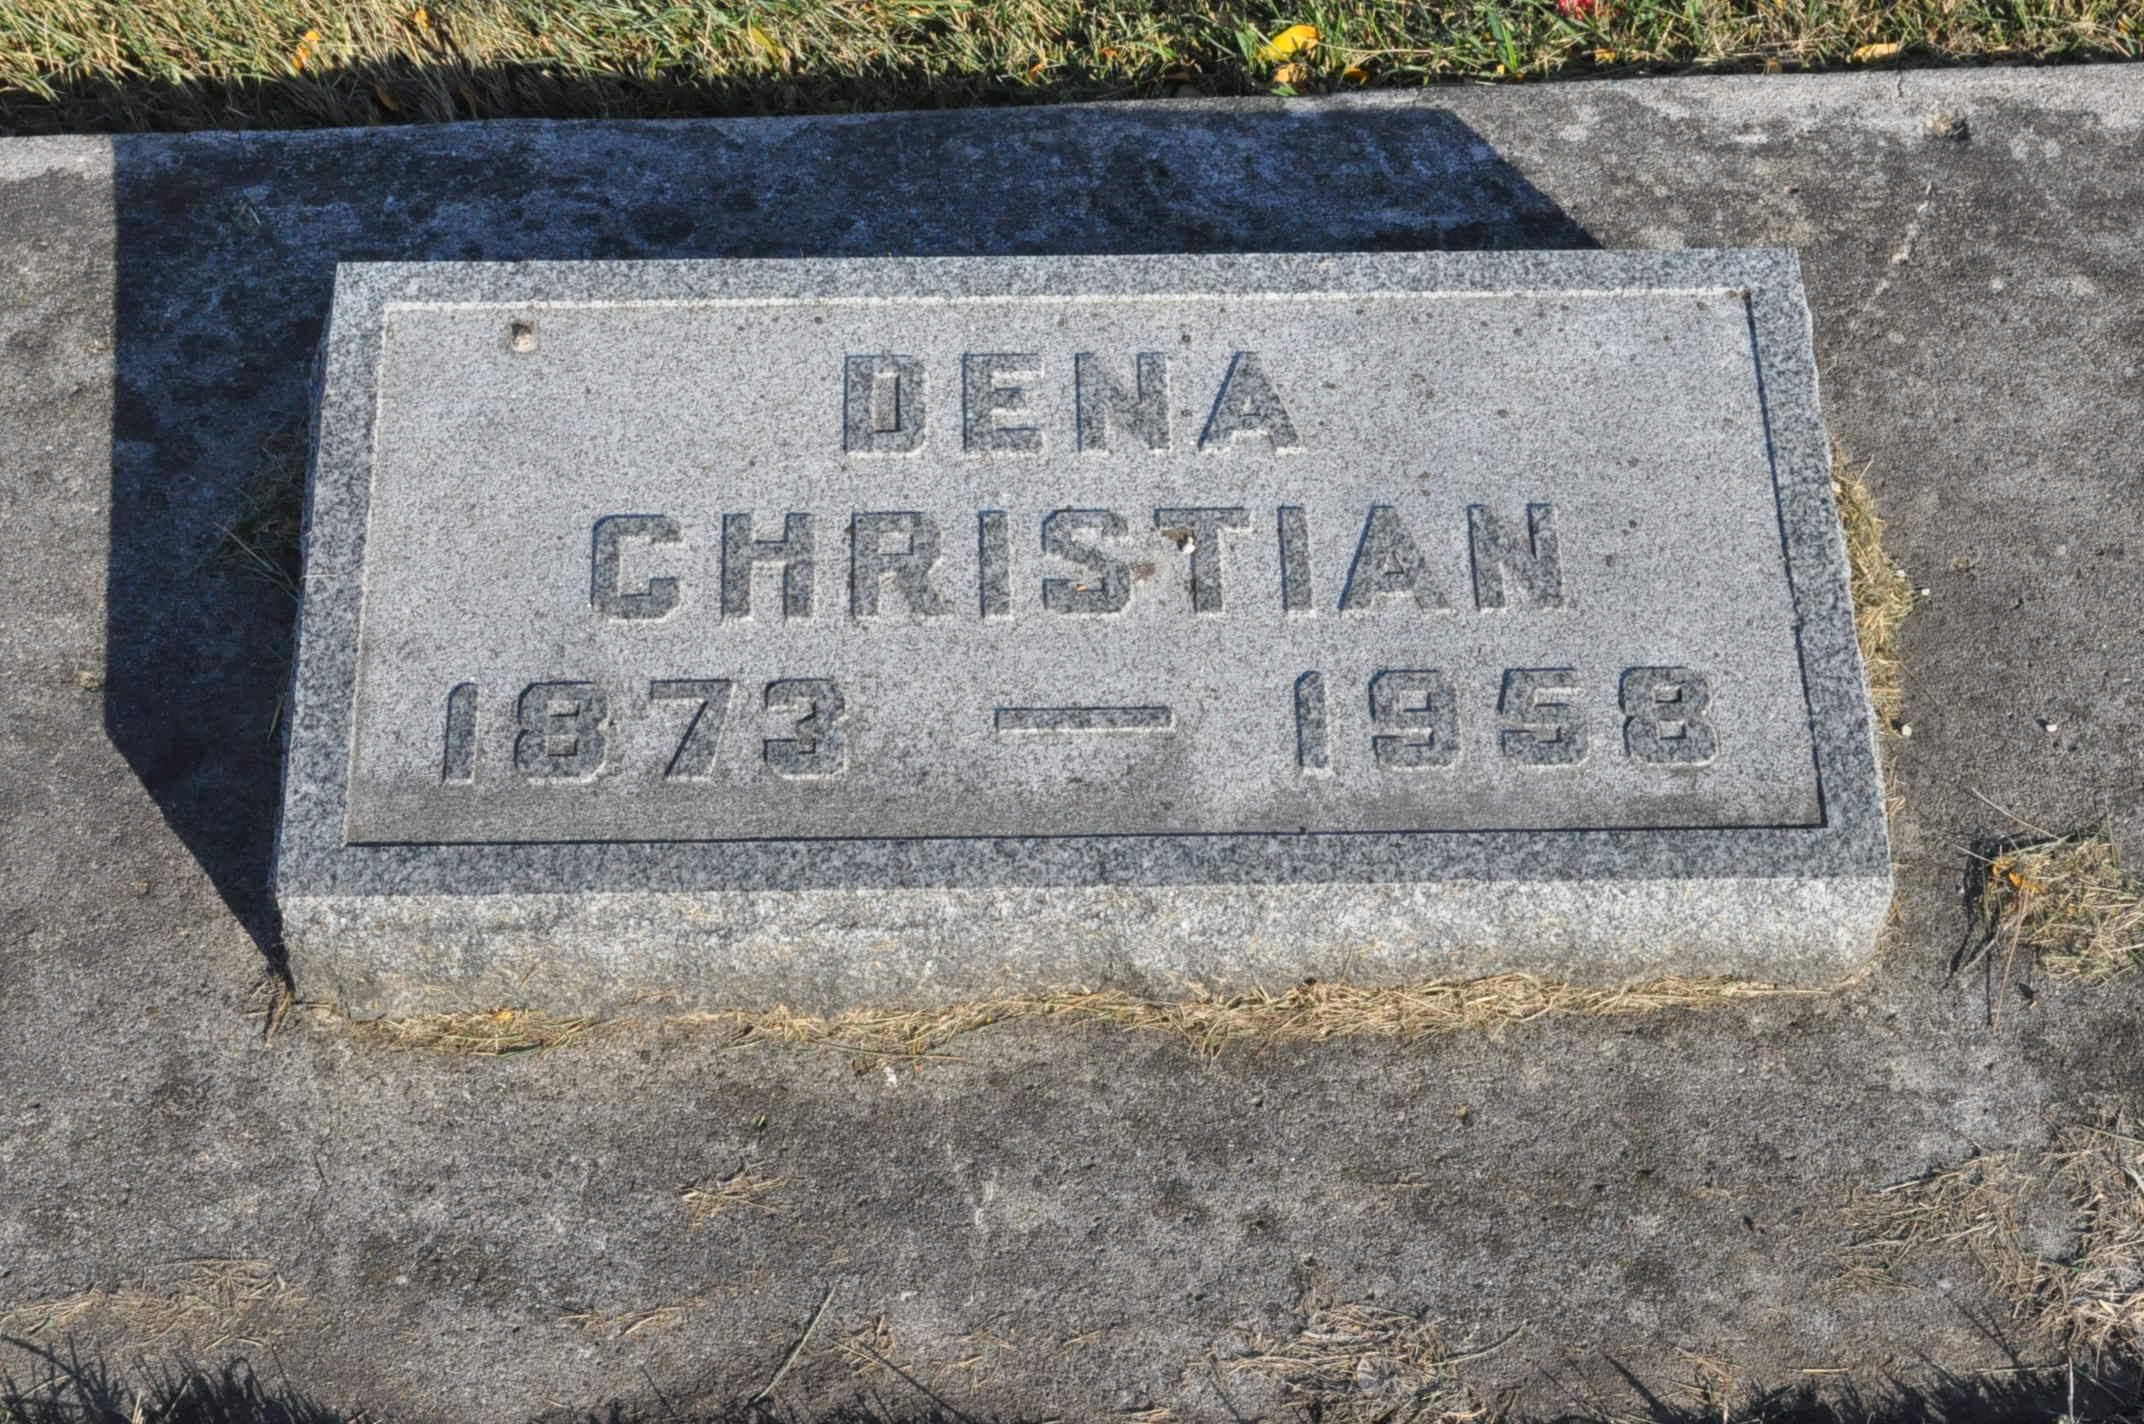 DENA
CHRISTIAN
1873 — 1958